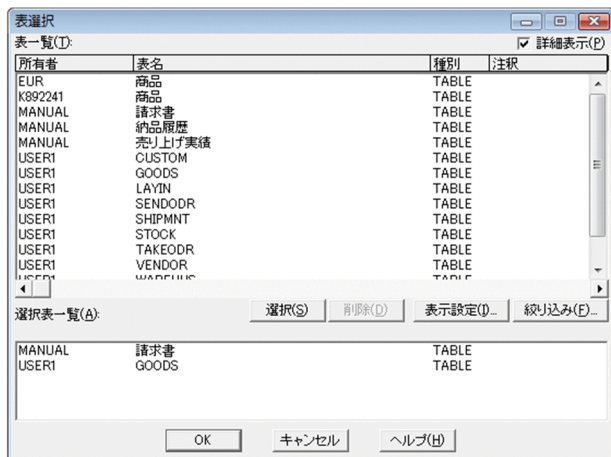 表選択
表一覧(T):
詳細表示(P)
所有者 表名 種別 注釈
EUR 商品 TABLE
K892241 商品 TABLE
MANUAL 請求書 TABLE
MANUAL 納品履歴 TABLE
MANUAL 売り上げ実績 TABLE
USER1 CUSTOM TABLE
USER1 GOODS TABLE
USER1 LAYIN TABLE
USER1 SENDODR TABLE
USER1 SHIPMNT TABLE
USER1 STOCK TABLE
USER1 TAKEODR TABLE
USER1 VENDOR TABLE
選択表一覧(A):
選択(S) 削除(D) 表示設定(I)... 絞り込み(F)...
MANUAL 請求書 TABLE
USER1 GOODS TABLE
OK キャンセル ヘルプ(H)